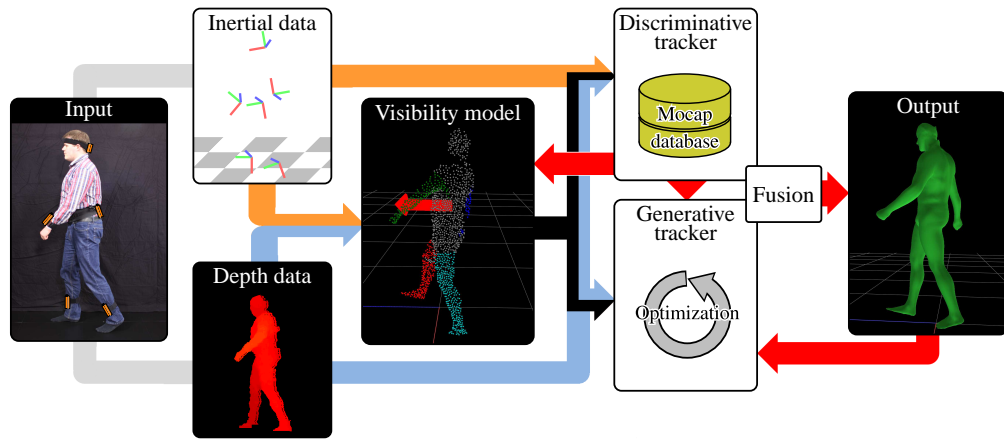 Input
Inertial data
Depth data
Visibility model
Discriminative
tracker
Mocap
database
Generative
tracker
Optimization
Fusion
Output